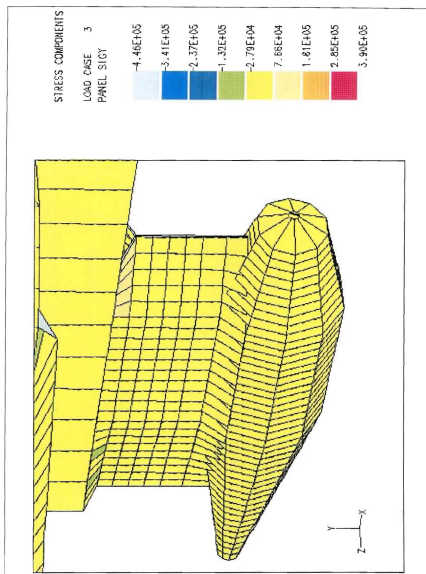 STRESS COMPONENTS
LOAD CASE 3
PANEL SIGY
-4.46E+05
-3.41E+05
-2.37E+05
-1.32E+05
-2.79E+04
7.66E+04
1.81E+05
2.85E+05
3.90E+05
Y
Z
X